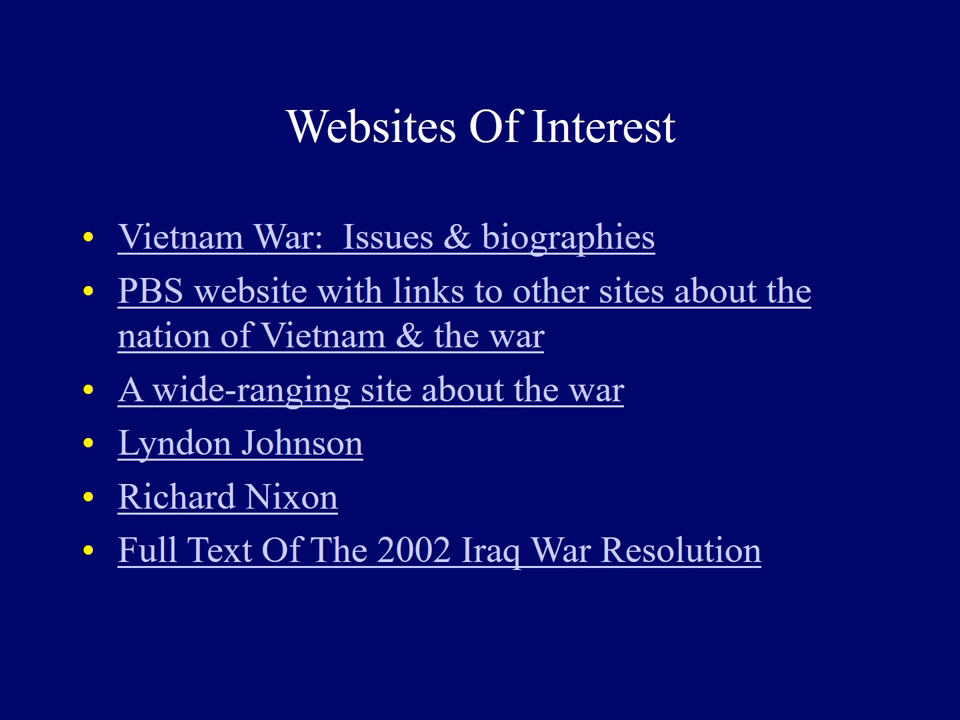 Websites Of Interest
• Vietnam War:  Issues & biographies
• PBS website with links to other sites about the
nation of Vietnam & the war
• A wide-ranging site about the war
• Lyndon Johnson
• Richard Nixon
• Full Text Of The 2002 Iraq War Resolution